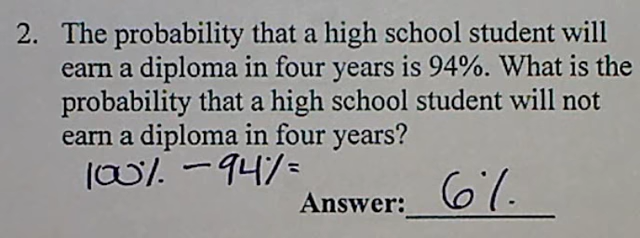 2. The probability that a high school student will
earn a diploma in four years is 94%. What is the
probability that a high school student will not
earn a diploma in four years?
100% - 94% =
Answer: 6%